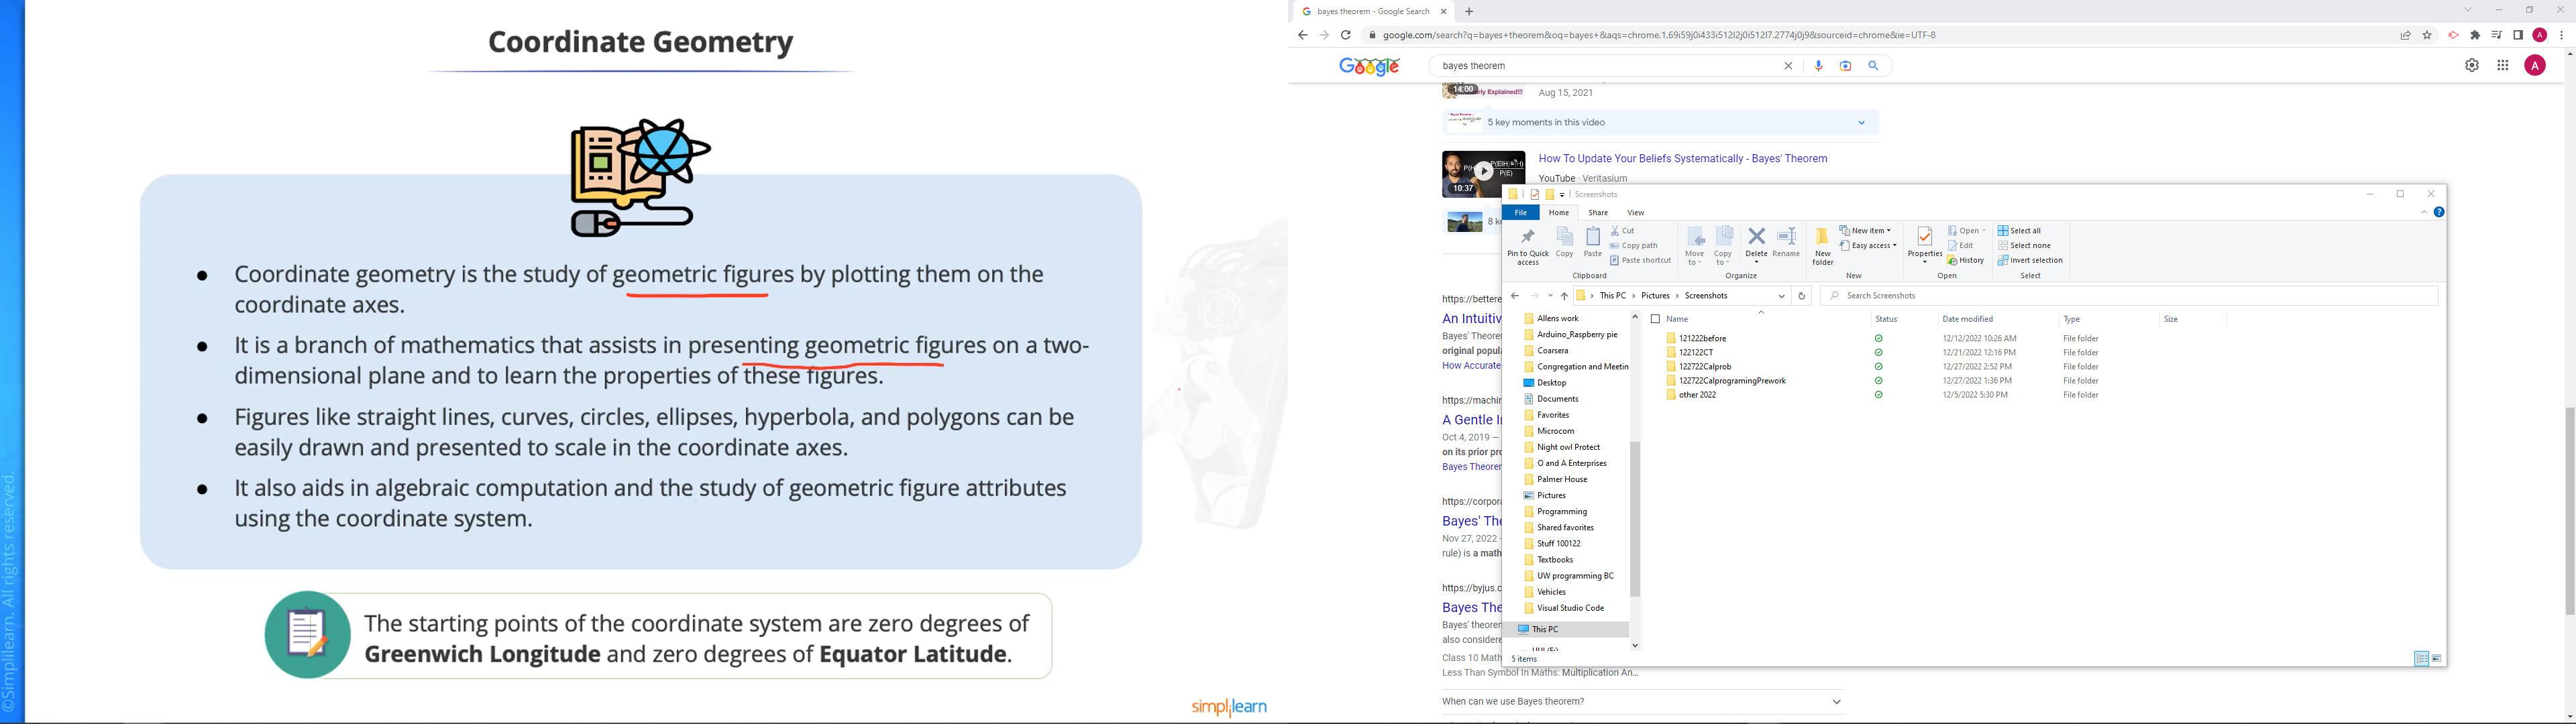 Coordinate Geometry
Coordinate geometry is the study of geometric figures by plotting them on the
coordinate axes.
It is a branch of mathematics that assists in presenting geometric figures on a two-
dimensional plane and to learn the properties of these figures.
Figures like straight lines, curves, circles, ellipses, hyperbola, and polygons can be
easily drawn and presented to scale in the coordinate axes.
It also aids in algebraic computation and the study of geometric figure attributes
using the coordinate system.
The starting points of the coordinate system are zero degrees of
Greenwich Longitude and zero degrees of Equator Latitude.
©Simplilearn. All rights reserved.
simplilearn
bayes theorem - Google Search
google.com/search?q=bayes+theorem&oq=bayes+&aqs=chrome.1.69i59j0i433i512l2j0i512l7.2774j0j9&sourceid=chrome&ie=UTF-8
A
Google
bayes theorem
A
14:00
Aug 15, 2021
5 key moments in this video
How To Update Your Beliefs Systematically - Bayes' Theorem
YouTube · Veritasium
10:37
Screenshots
File Home Share View
Pin to Quick access
Copy
Paste
Cut
Copy path
Paste shortcut
Clipboard
Move to
Copy to
Delete
Rename
Organize
New folder
New item
Easy access
New
Properties
Open
Edit
History
Open
Select all
Select none
Invert selection
Select
This PC > Pictures > Screenshots
Search Screenshots
Allens work
Arduino_Raspberry pie
Coarsera
Congregation and Meetin
Desktop
Documents
Favorites
Microcom
Night owl Protect
O and A Enterprises
Palmer House
Pictures
Programming
Shared favorites
Stuff 100122
Textbooks
UW programming BC
Vehicles
Visual Studio Code
This PC
5 items
Name Status Date modified Type Size
121222before 12/12/2022 10:26 AM File folder
122122CT 12/21/2022 12:16 PM File folder
122722Calprob 12/27/2022 2:52 PM File folder
122722CalprogramingPrework 12/27/2022 1:36 PM File folder
other 2022 12/5/2022 5:30 PM File folder
https://bettere
An Intuitiv
Bayes' Theore
original popula
How Accurate
https://machin
A Gentle I
Oct 4, 2019 —
on its prior pro
Bayes Theorem
https://corpora
Bayes' The
Nov 27, 2022
rule) is a math
https://byjus.c
Bayes The
Bayes' theorem
also considere
Class 10 Math
Less Than Symbol In Maths: Multiplication An...
When can we use Bayes theorem?